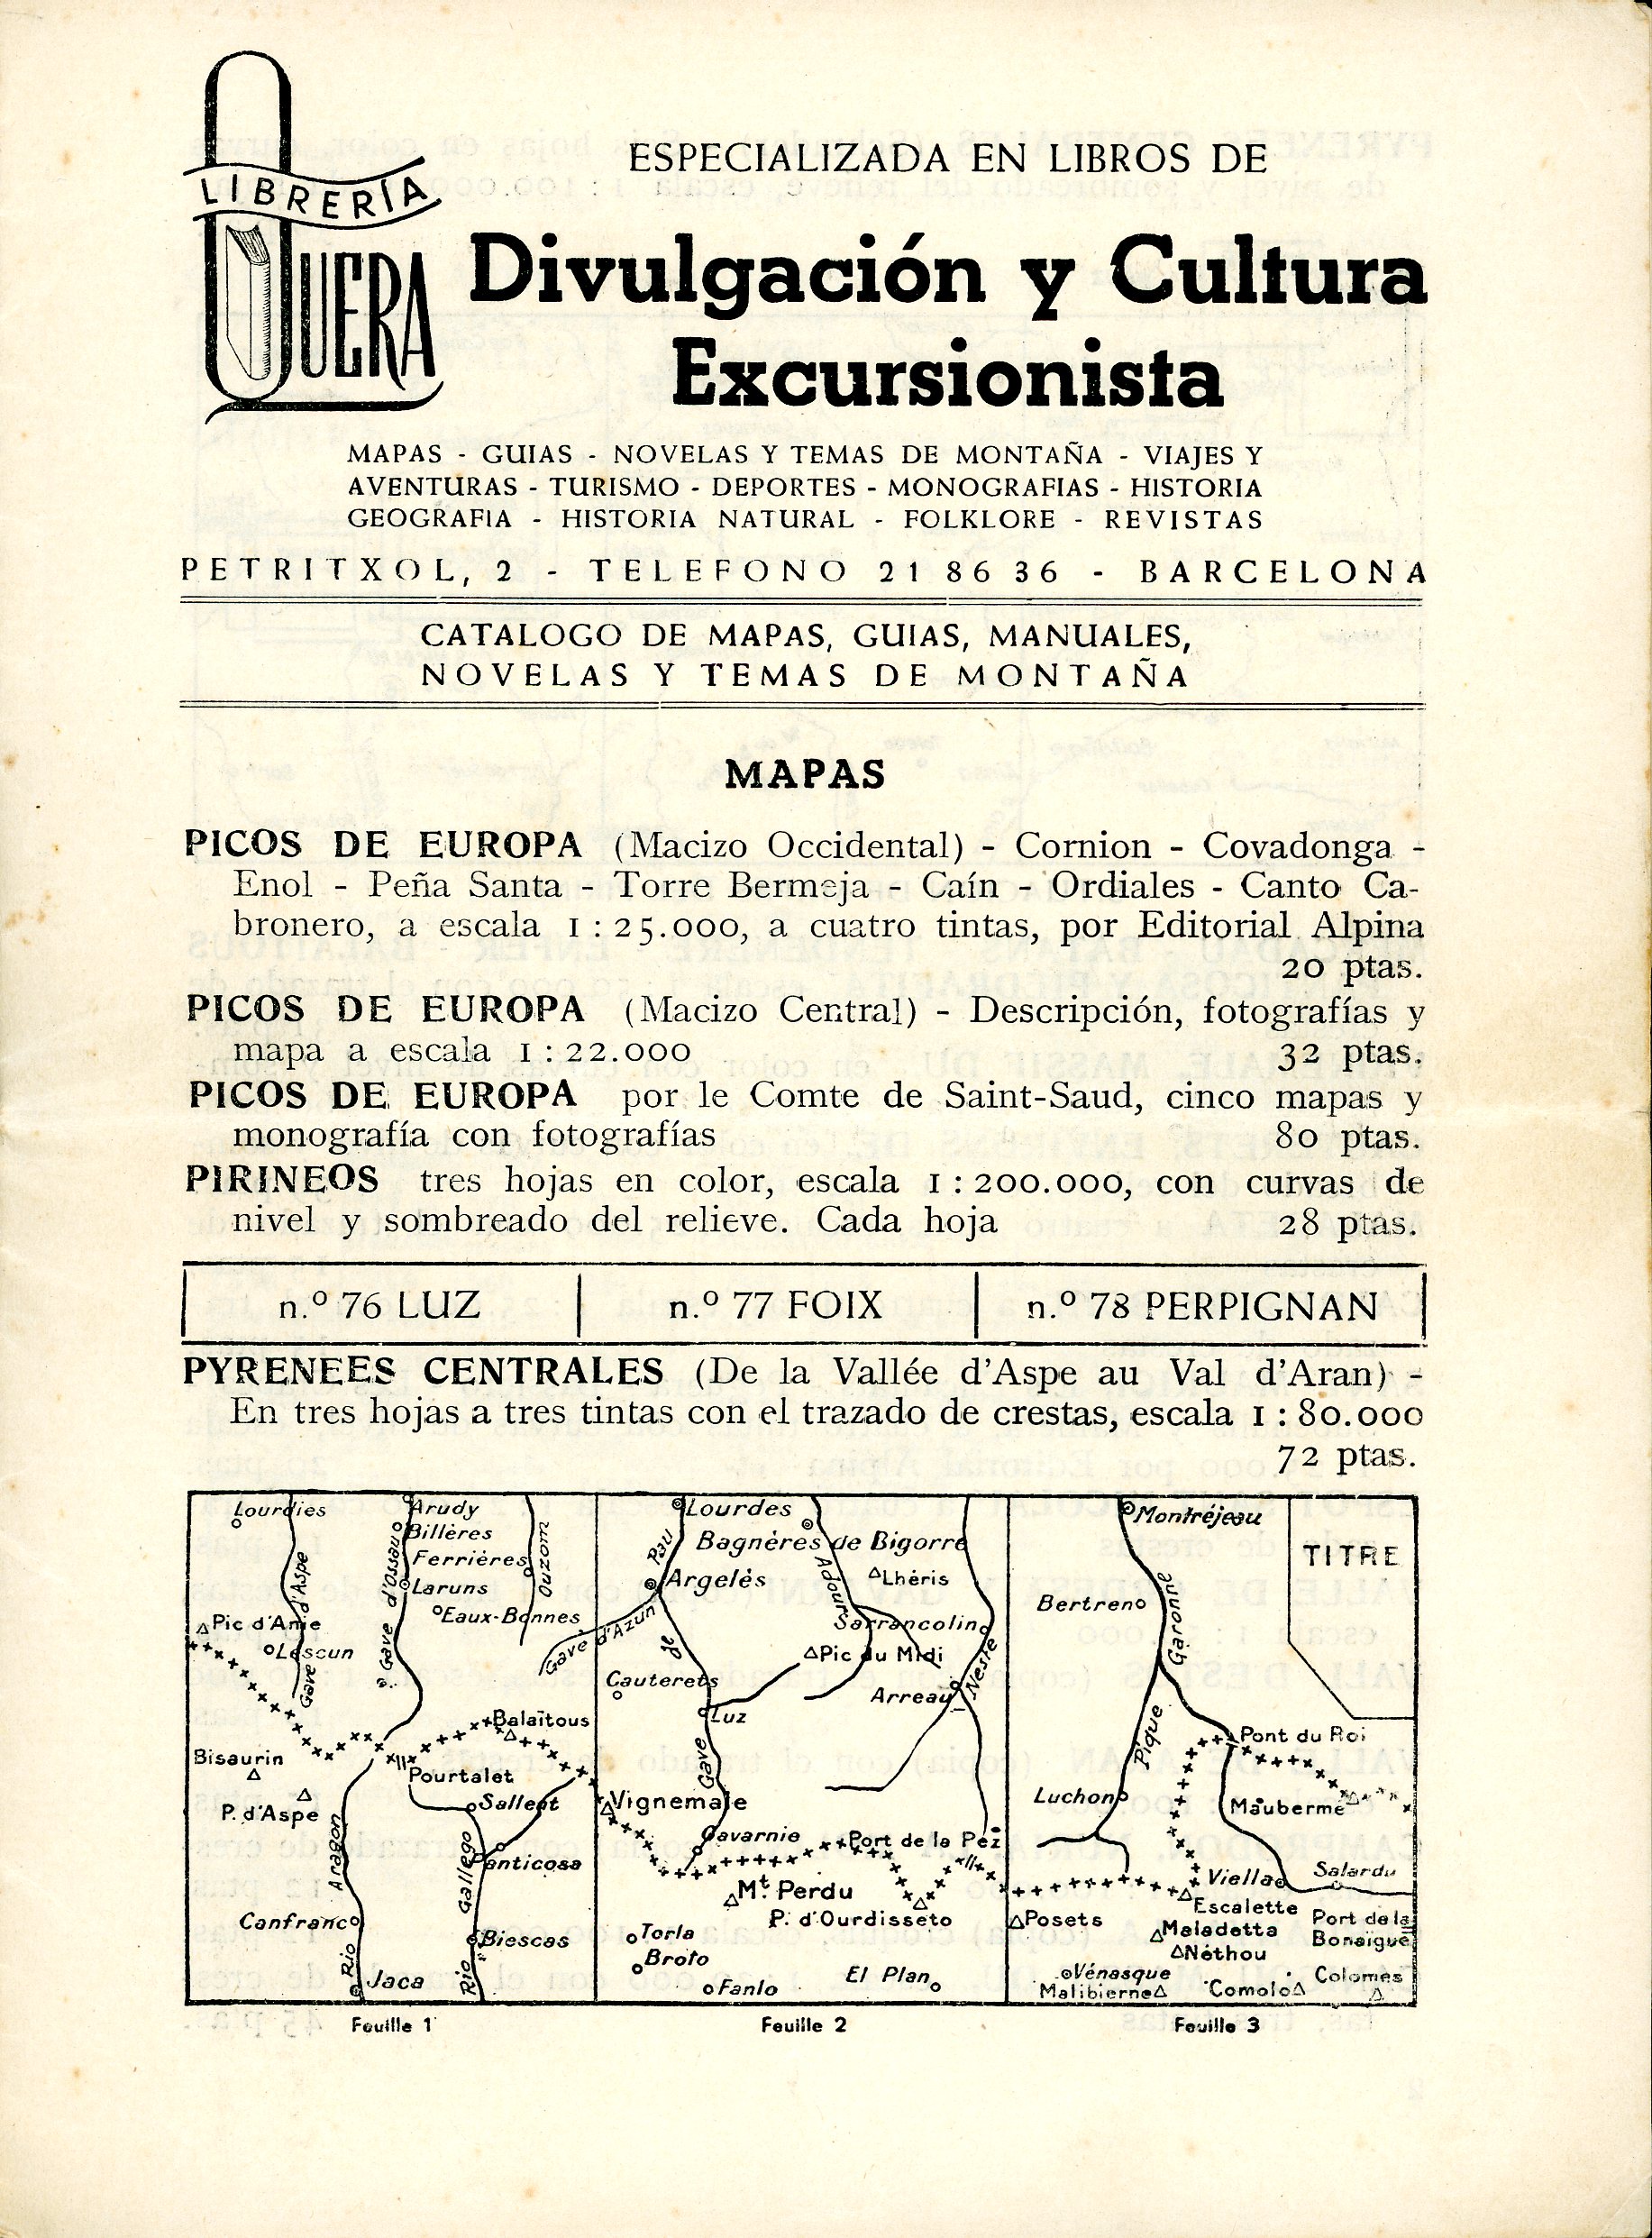 LIBRERÍA
QUERA
ESPECIALIZADA EN LIBROS DE
Divulgación y Cultura
Excursionista
MAPAS - GUIAS - NOVELAS Y TEMAS DE MONTAÑA - VIAJES Y
AVENTURAS - TURISMO - DEPORTES - MONOGRAFIAS - HISTORIA
GEOGRAFIA - HISTORIA NATURAL - FOLKLORE - REVISTAS
PETRITXOL, 2 - TELEFONO 21 86 36 - BARCELONA
CATALOGO DE MAPAS, GUIAS, MANUALES,
NOVELAS Y TEMAS DE MONTAÑA
MAPAS
PICOS DE EUROPA (Macizo Occidental) - Cornion - Covadonga -
Enol - Peña Santa - Torre Bermeja - Caín - Ordiales - Canto Ca-
bronero, a escala 1 : 25.000, a cuatro tintas, por Editorial Alpina
20 ptas.
PICOS DE EUROPA (Macizo Central) - Descripción, fotografías y
mapa a escala 1 : 22.000 32 ptas.
PICOS DE EUROPA por le Comte de Saint-Saud, cinco mapas y
monografía con fotografías 80 ptas.
PIRINEOS tres hojas en color, escala 1 : 200.000, con curvas de
nivel y sombreado del relieve. Cada hoja 28 ptas.
n.º 76 LUZ
n.º 77 FOIX
n.º 78 PERPIGNAN
PYRENEES CENTRALES (De la Vallée d'Aspe au Val d'Aran) -
En tres hojas a tres tintas con el trazado de crestas, escala 1 : 80.000
72 ptas.
Lourdies
Arudy
Billères
Ferrières
Ouzom
Laruns
Eaux-Bonnes
Gave d'Ossau
Gave d'Aspe
Pic d'Anie
Lescun
Balaïtous
Bisaurin
Pourtalet
P. d'Aspe
Sallent
Aragon
Rio
Gallego
Rio
Panticosa
Canfranc
Biescas
Jaca
Feuille 1
Lourdes
Bagnères de Bigorre
Gave de Pau
Argelès
Adour
Lhéris
Gave d'Azun
Sarrancolin
Pic du Midi
Cauterets
Arreau
Neste
Luz
Vignemale
Gavarnie
Port de la Pez
Mt. Perdu
P. d'Ourdisseto
Torla
Broto
Fanlo
El Plan
Feuille 2
Montréjeau
TITRE
Bertren
Garonne
Pique
Pont du Roi
Luchon
Mauberme
Viella
Salardu
Escalette
Posets
Maladetta
Néthou
Port de la
Bonaigue
Vénasque
Malibierne
Comolo
Colomes
Feuille 3